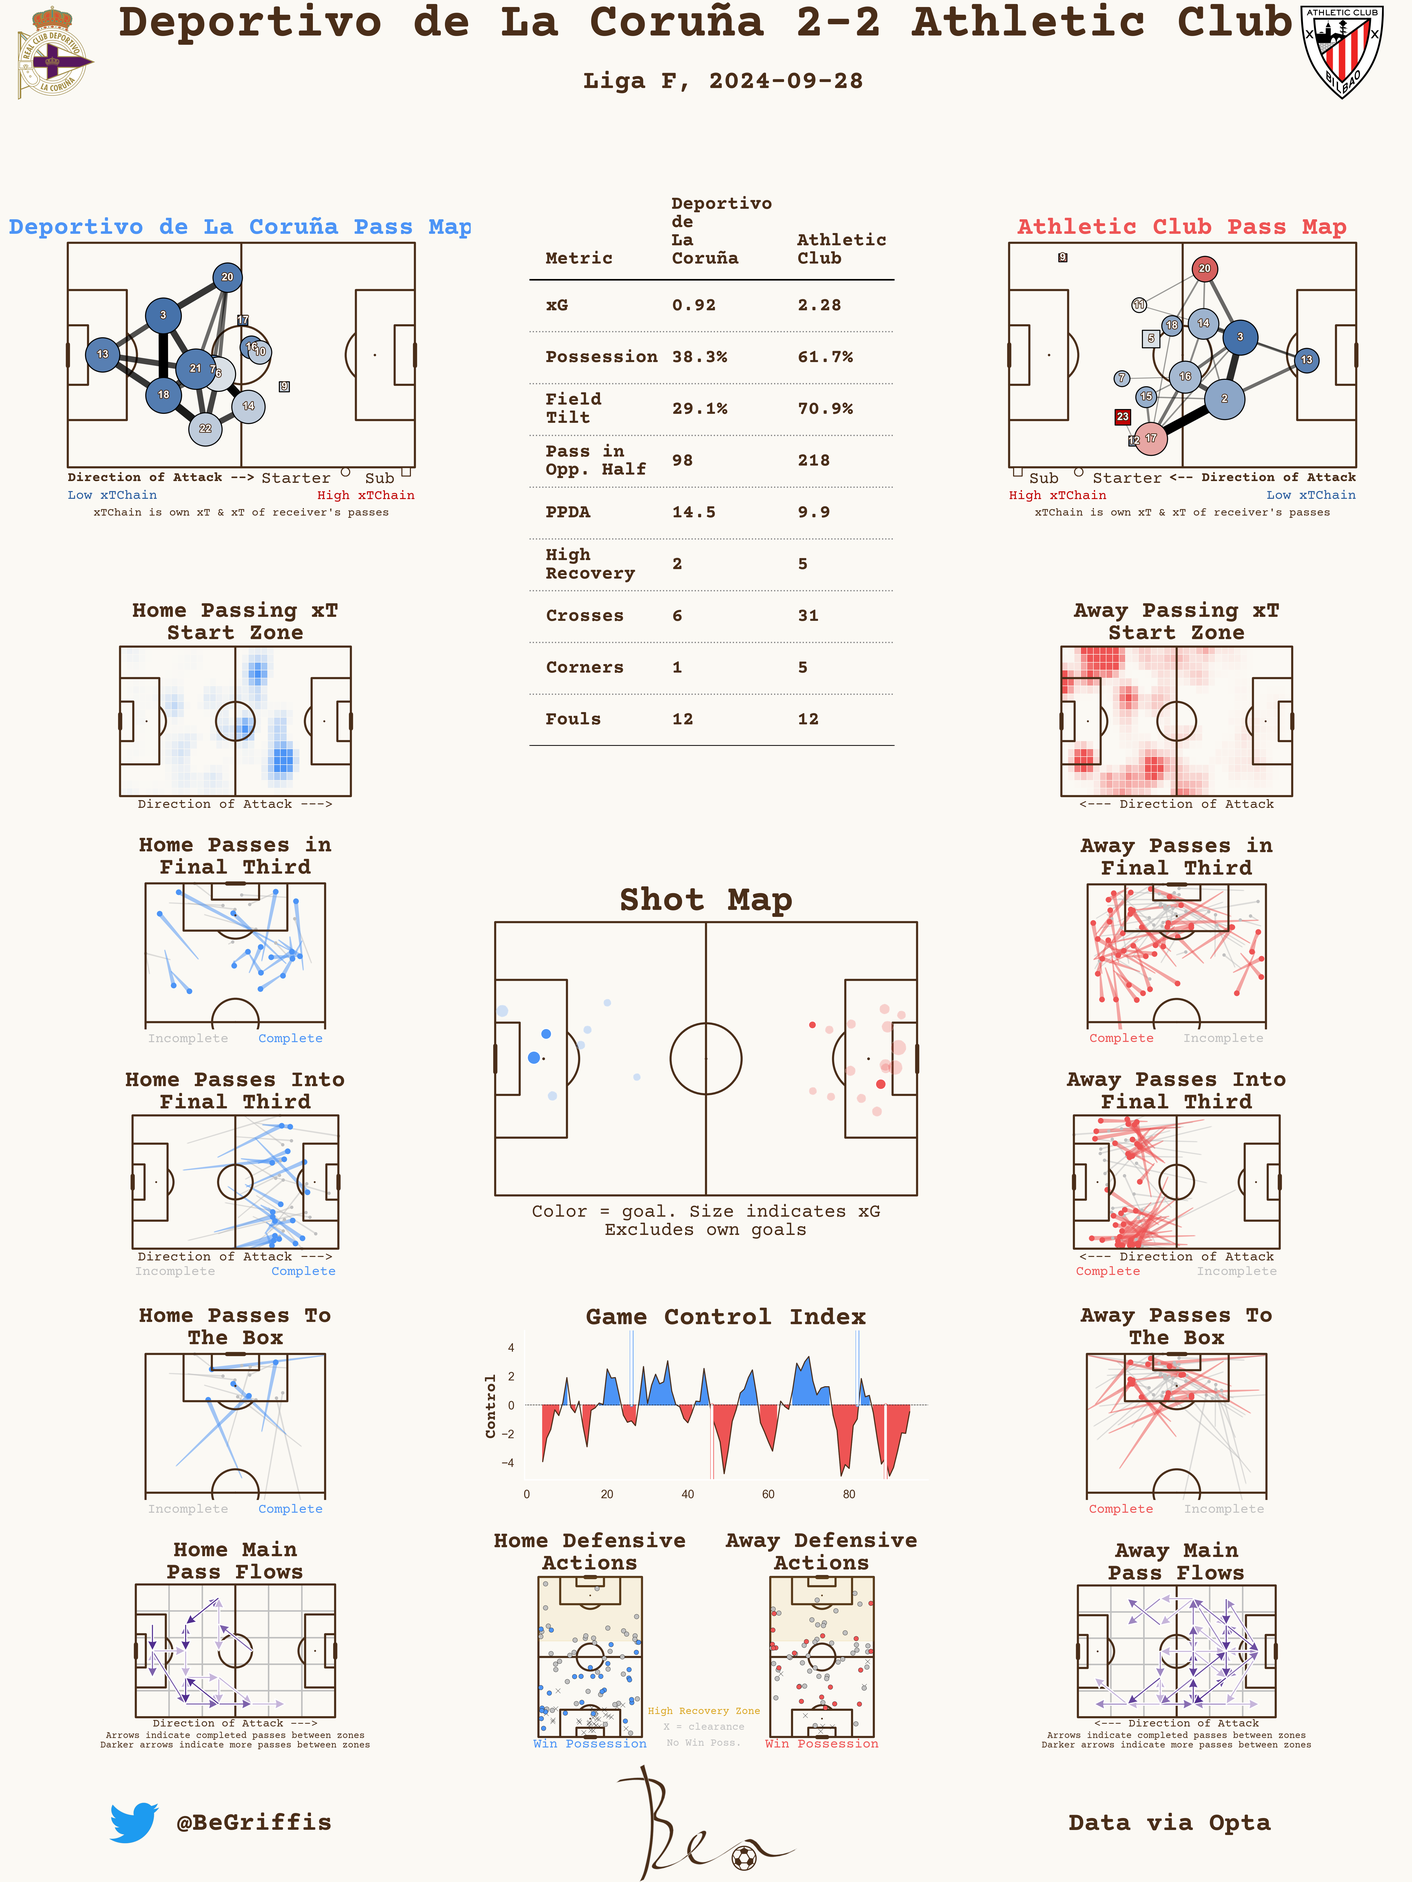 Deportivo de La Coruña 2-2 Athletic Club
Liga F, 2024-09-28
REAL CLUB DEPORTIVO
LA CORUÑA
ATHLETIC CLUB
BILBAO
Deportivo de La Coruña Pass Map
20
3
17
13
16
10
21
7
6
9
18
14
22
Direction of Attack --> Starter Sub
Low xTChain High xTChain
xTChain is own xT & xT of receiver's passes
Metric Deportivo de La Coruña Athletic Club
xG 0.92 2.28
Possession 38.3% 61.7%
Field Tilt 29.1% 70.9%
Pass in Opp. Half 98 218
PPDA 14.5 9.9
High Recovery 2 5
Crosses 6 31
Corners 1 5
Fouls 12 12
Athletic Club Pass Map
9
20
11
18
14
5
3
13
7
16
15
2
23
12
17
Sub Starter <-- Direction of Attack
High xTChain Low xTChain
xTChain is own xT & xT of receiver's passes
Home Passing xT
Start Zone
Direction of Attack --->
Away Passing xT
Start Zone
<--- Direction of Attack
Home Passes in
Final Third
Incomplete Complete
Away Passes in
Final Third
Complete Incomplete
Shot Map
Color = goal. Size indicates xG
Excludes own goals
Home Passes Into
Final Third
Direction of Attack --->
Incomplete Complete
Away Passes Into
Final Third
<--- Direction of Attack
Complete Incomplete
Home Passes To
The Box
Incomplete Complete
Game Control Index
Control
4
2
0
−2
−4
0 20 40 60 80
Away Passes To
The Box
Complete Incomplete
Home Main
Pass Flows
Direction of Attack --->
Arrows indicate completed passes between zones
Darker arrows indicate more passes between zones
Home Defensive
Actions
Win Possession
Away Defensive
Actions
Win Possession
High Recovery Zone
X = clearance
No Win Poss.
Away Main
Pass Flows
<--- Direction of Attack
Arrows indicate completed passes between zones
Darker arrows indicate more passes between zones
@BeGriffis
Ben
Data via Opta